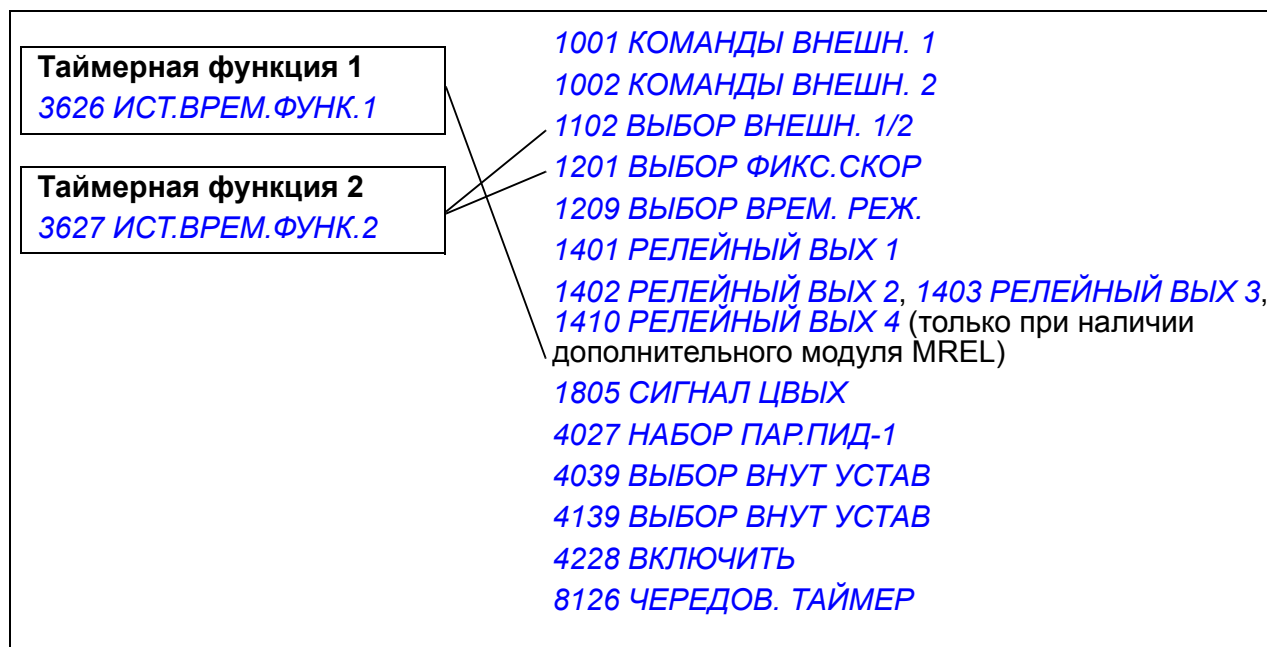 Таймерная функция 1
3626 ИСТ.ВРЕМ.ФУНК.1
Таймерная функция 2
3627 ИСТ.ВРЕМ.ФУНК.2
1001 КОМАНДЫ ВНЕШН. 1
1002 КОМАНДЫ ВНЕШН. 2
1102 ВЫБОР ВНЕШН. 1/2
1201 ВЫБОР ФИКС.СКОР
1209 ВЫБОР ВРЕМ. РЕЖ.
1401 РЕЛЕЙНЫЙ ВЫХ 1
1402 РЕЛЕЙНЫЙ ВЫХ 2, 1403 РЕЛЕЙНЫЙ ВЫХ 3,
1410 РЕЛЕЙНЫЙ ВЫХ 4 (только при наличии
дополнительного модуля MREL)
1805 СИГНАЛ ЦВЫХ
4027 НАБОР ПАР.ПИД-1
4039 ВЫБОР ВНУТ УСТАВ
4139 ВЫБОР ВНУТ УСТАВ
4228 ВКЛЮЧИТЬ
8126 ЧЕРЕДОВ. ТАЙМЕР